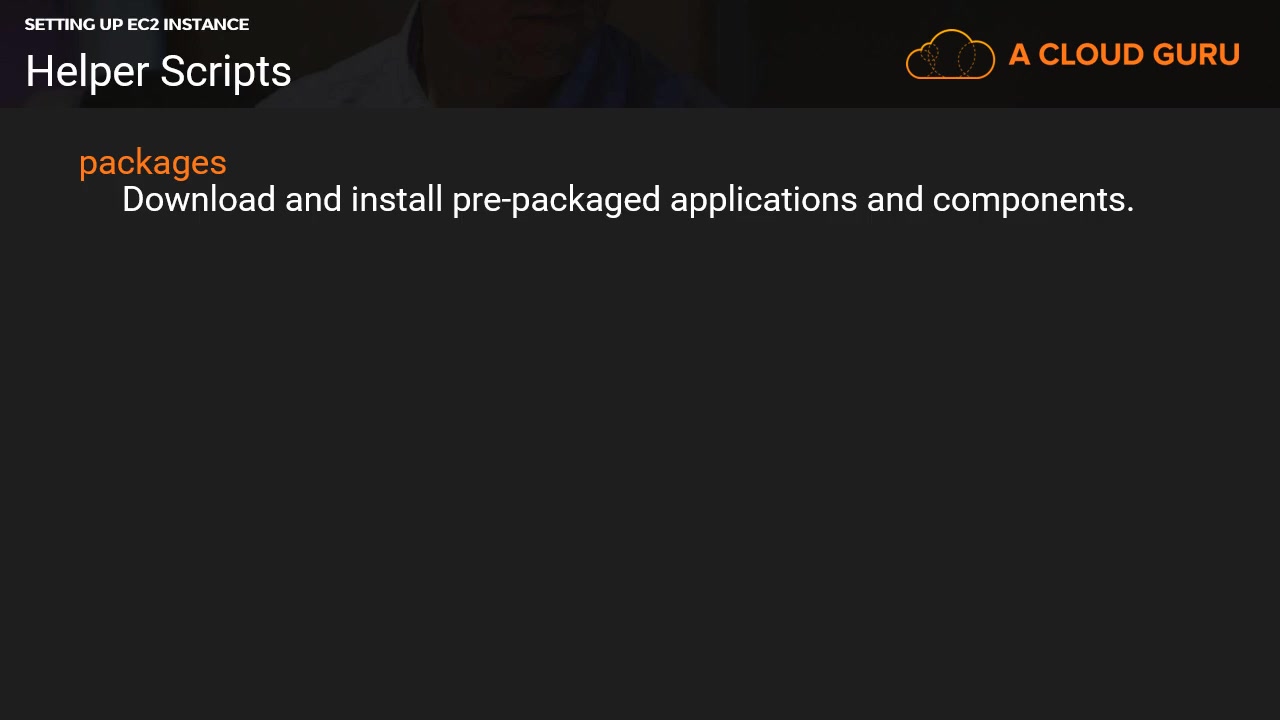 SETTING UP EC2 INSTANCE
Helper Scripts
A CLOUD GURU
packages
Download and install pre-packaged applications and components.